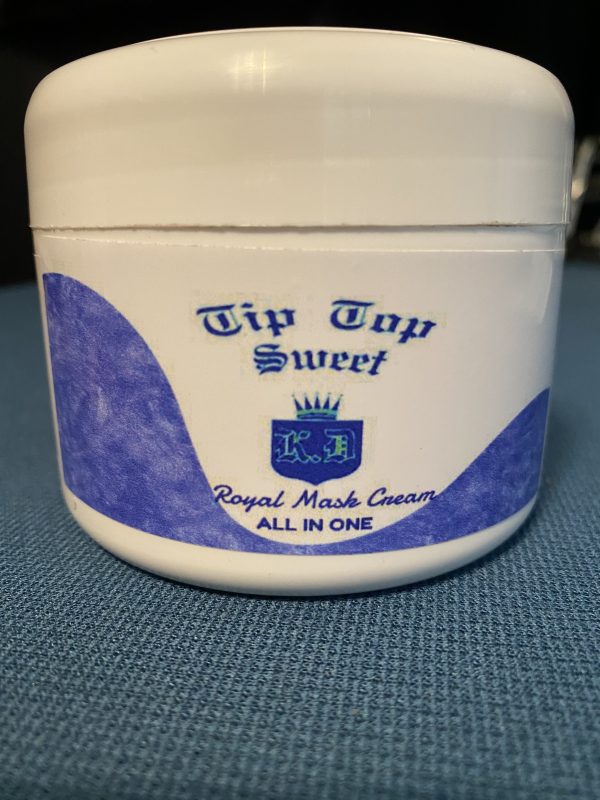 Tip Top
Sweet
K.D
Royal Mask Cream
ALL IN ONE